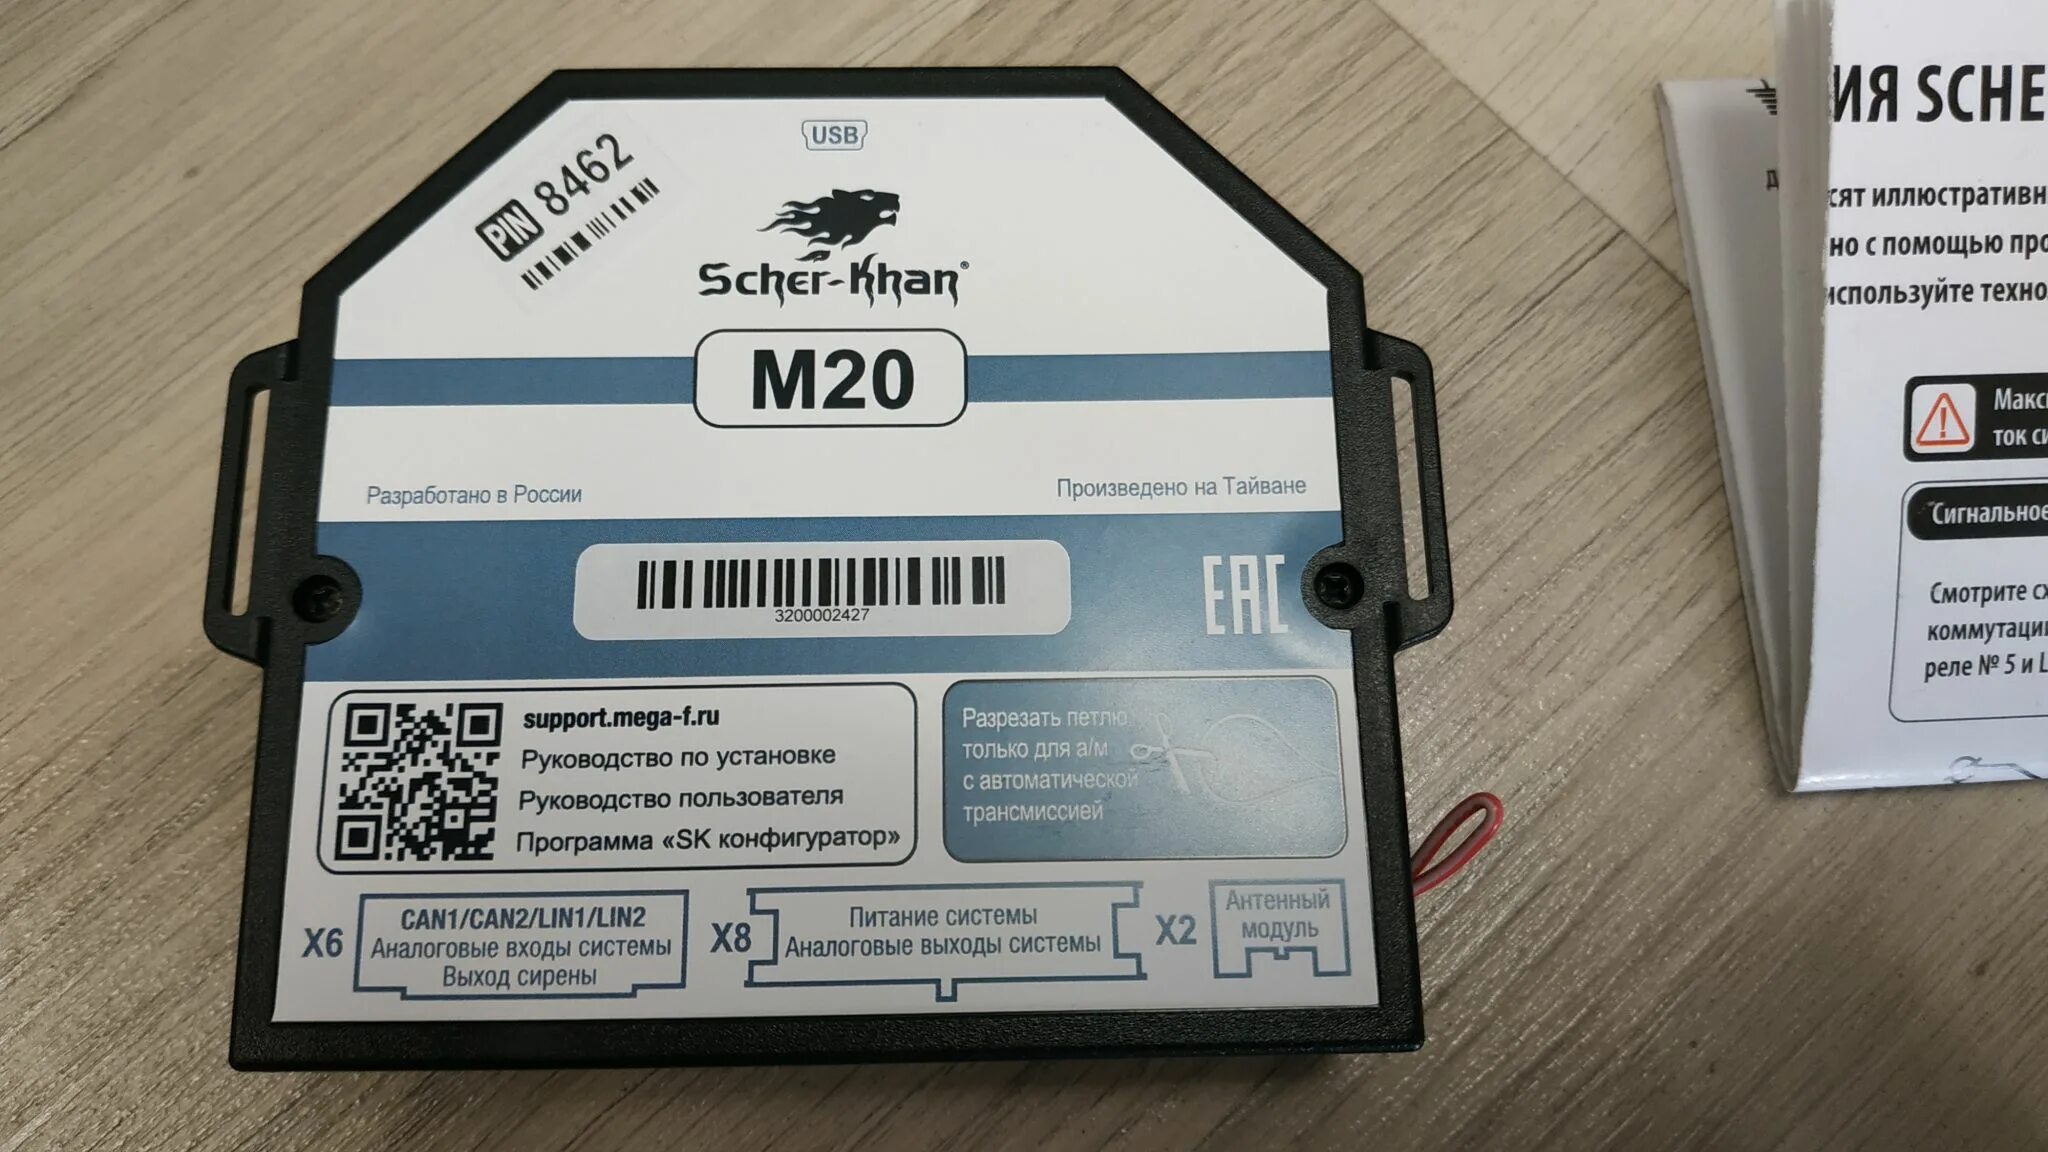 USB
PIN 8462
Scher-Khan®
M20
Разработано в России
Произведено на Тайване
3200002427
EAC
support.mega-f.ru
Руководство по установке
Руководство пользователя
Программа «SK конфигуратор»
Разрезать петлю
только для а/м
с автоматической
трансмиссией
X6
CAN1/CAN2/LIN1/LIN2
Аналоговые входы системы
Выход сирены
X8
Питание системы
Аналоговые выходы системы
X2
Антенный
модуль
ИЯ SCHE
сят иллюстративн
но с помощью про
используйте техно
Макс
ток си
Сигнальное
Смотрите сх
коммутаци
реле № 5 и L